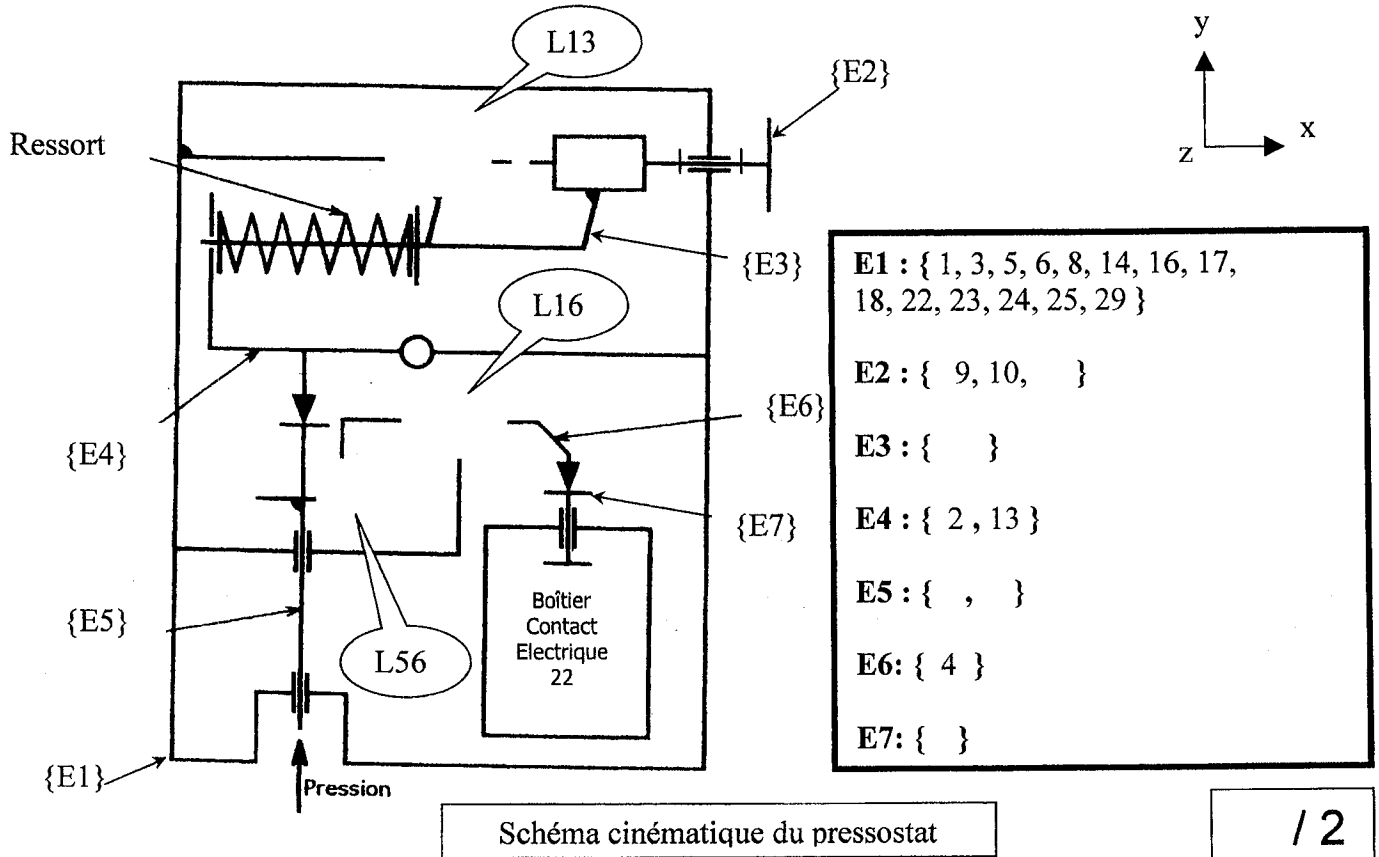 L13
{E2}
y
x
z
Ressort
{E3}
L16
{E6}
{E4}
{E7}
{E5}
L56
Boîtier
Contact
Electrique
22
{E1}
Pression
E1 : { 1, 3, 5, 6, 8, 14, 16, 17,
18, 22, 23, 24, 25, 29 }
E2 : { 9, 10, }
E3 : { }
E4 : { 2 , 13 }
E5 : { , }
E6: { 4 }
E7: { }
Schéma cinématique du pressostat
/ 2